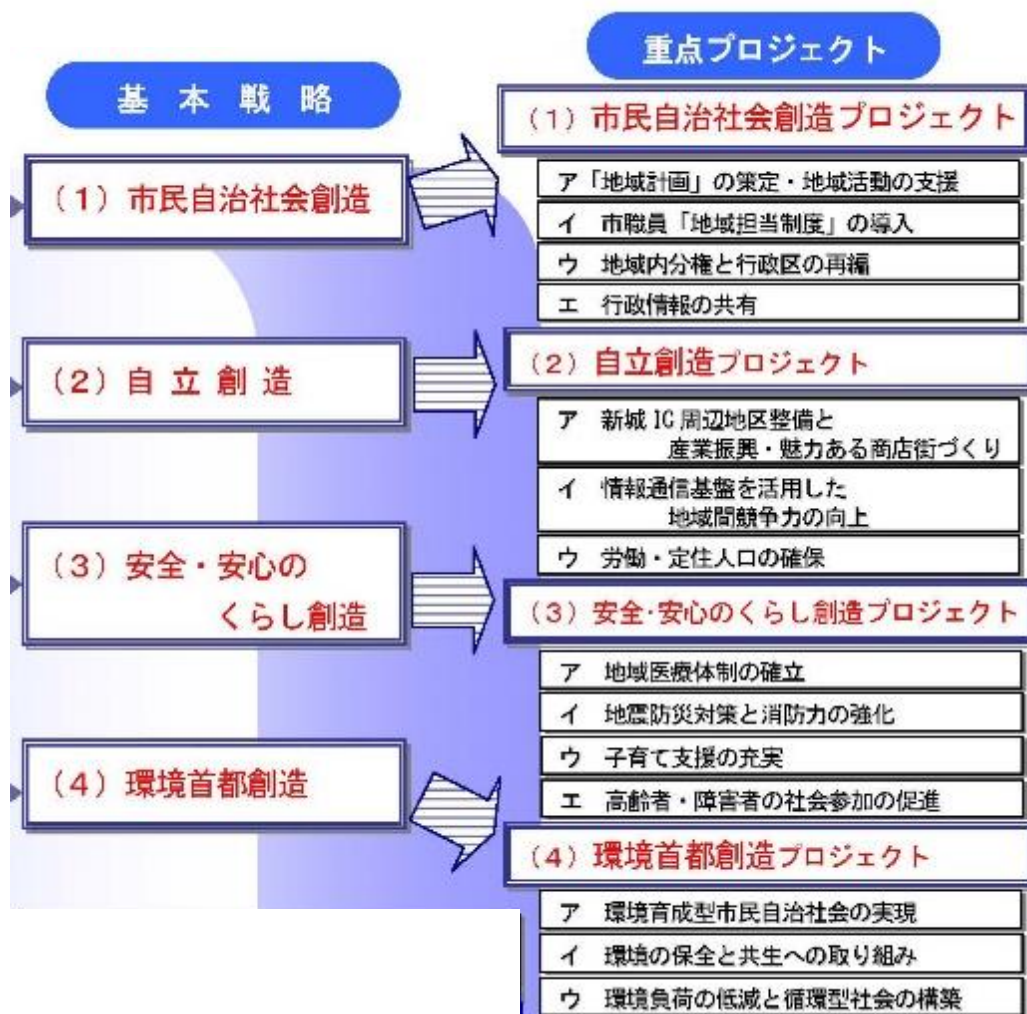 基本戦略
(1)市民自治社会創造
(2)自立創造
(3)安全・安心の
くらし創造
(4)環境首都創造
重点プロジェクト
(1)市民自治社会創造プロジェクト
ア「地域計画」の策定・地域活動の支援
イ 市職員「地域担当制度」の導入
ウ 地域内分権と行政区の再編
エ 行政情報の共有
(2)自立創造プロジェクト
ア 新城IC周辺地区整備と
産業振興・魅力ある商店街づくり
イ 情報通信基盤を活用した
地域間競争力の向上
ウ 労働・定住人口の確保
(3)安全・安心のくらし創造プロジェクト
ア 地域医療体制の確立
イ 地震防災対策と消防力の強化
ウ 子育て支援の充実
エ 高齢者・障害者の社会参加の促進
(4)環境首都創造プロジェクト
ア 環境育成型市民自治社会の実現
イ 環境の保全と共生への取り組み
ウ 環境負荷の低減と循環型社会の構築